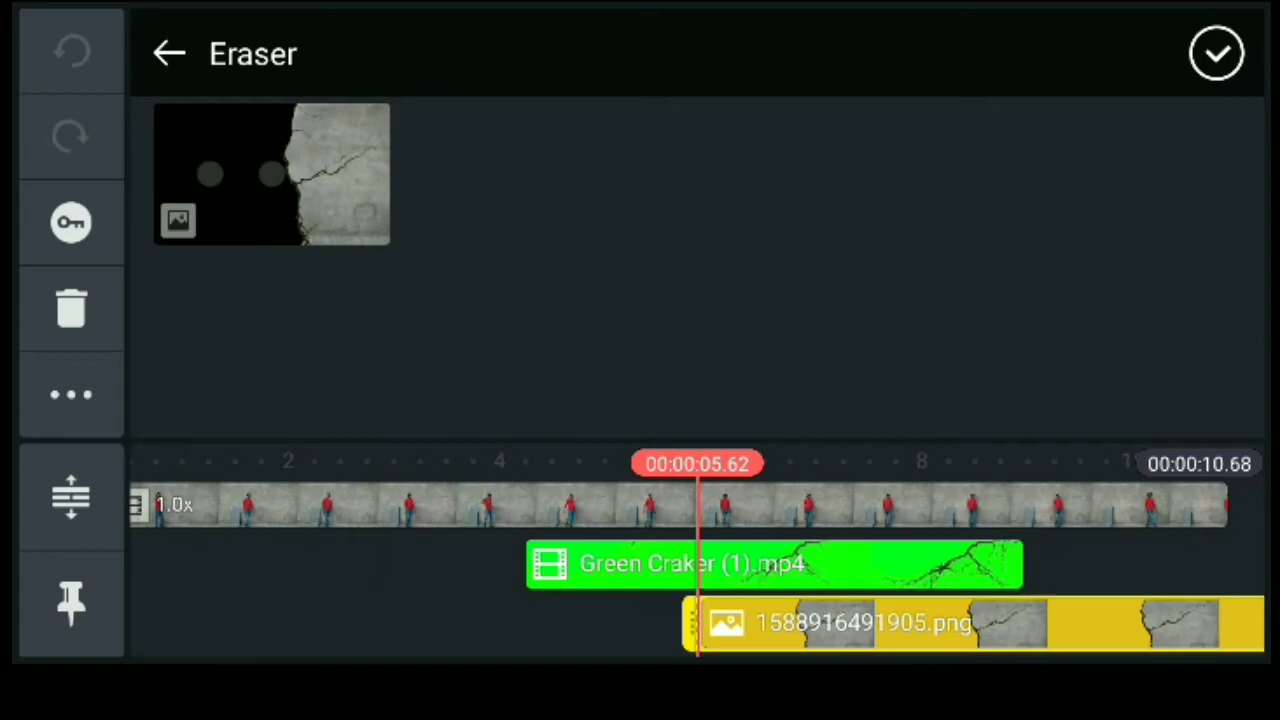 Eraser
2
4
00:00:05.62
8
00:00:10.68
1.0x
Green Craker (1).mp4
1588916491905.png